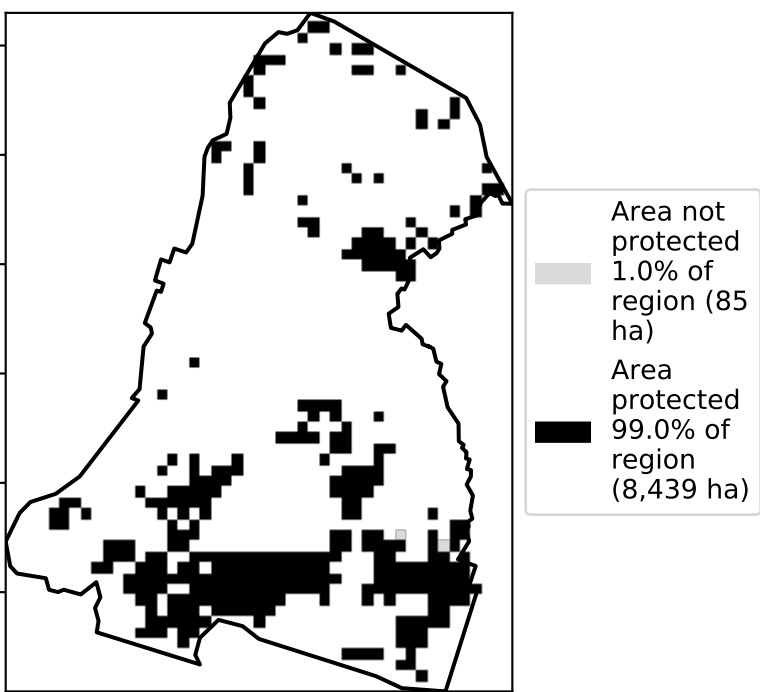 Area not
protected
1.0% of
region (85
ha)
Area
protected
99.0% of
region
(8,439 ha)